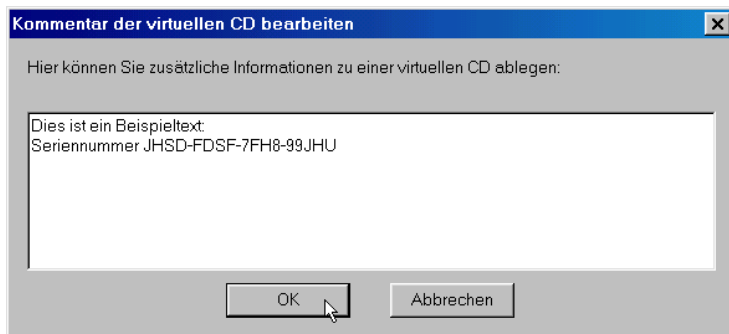 Kommentar der virtuellen CD bearbeiten
Hier können Sie zusätzliche Informationen zu einer virtuellen CD ablegen:
Dies ist ein Beispieltext:
Seriennummer JHSD-FDSF-7FH8-99JHU
OK
Abbrechen